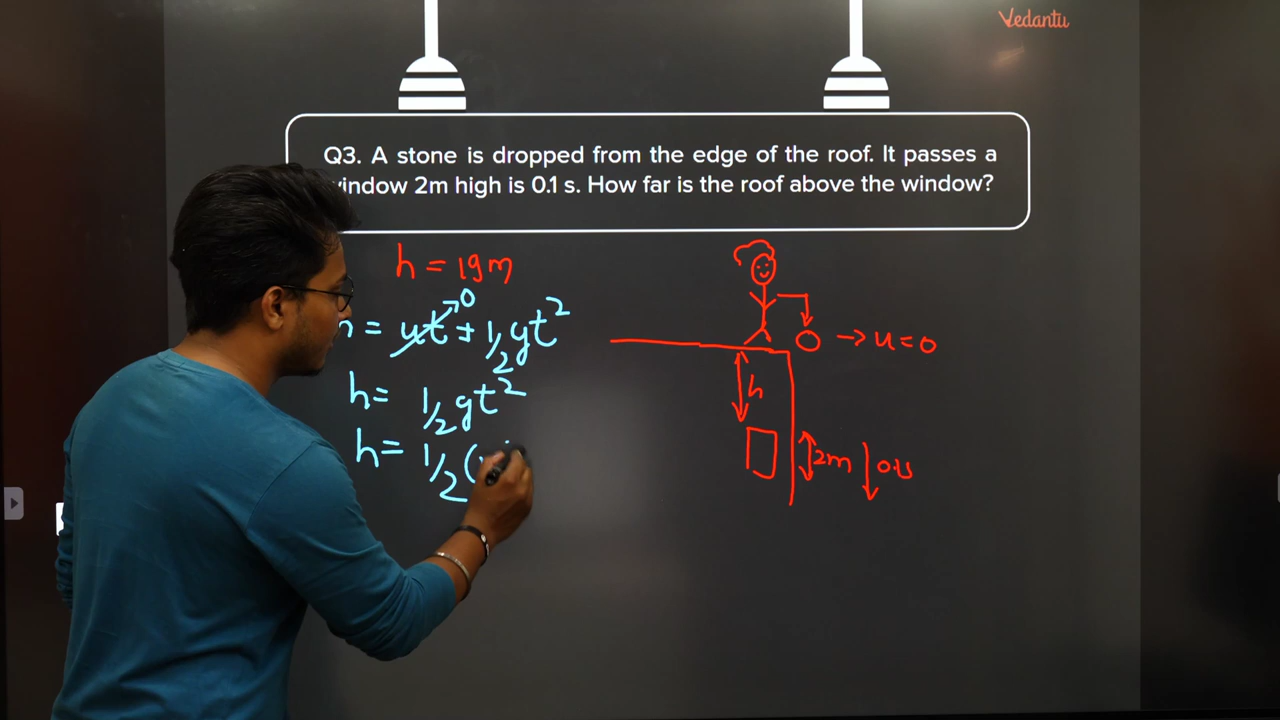 Vedantu
Q3. A stone is dropped from the edge of the roof. It passes a
window 2m high is 0.1 s. How far is the roof above the window?
h = 19m
h = ut + 1/2 gt² 0
h = 1/2 gt²
h = 1/2 (
→ u = 0
h
2m